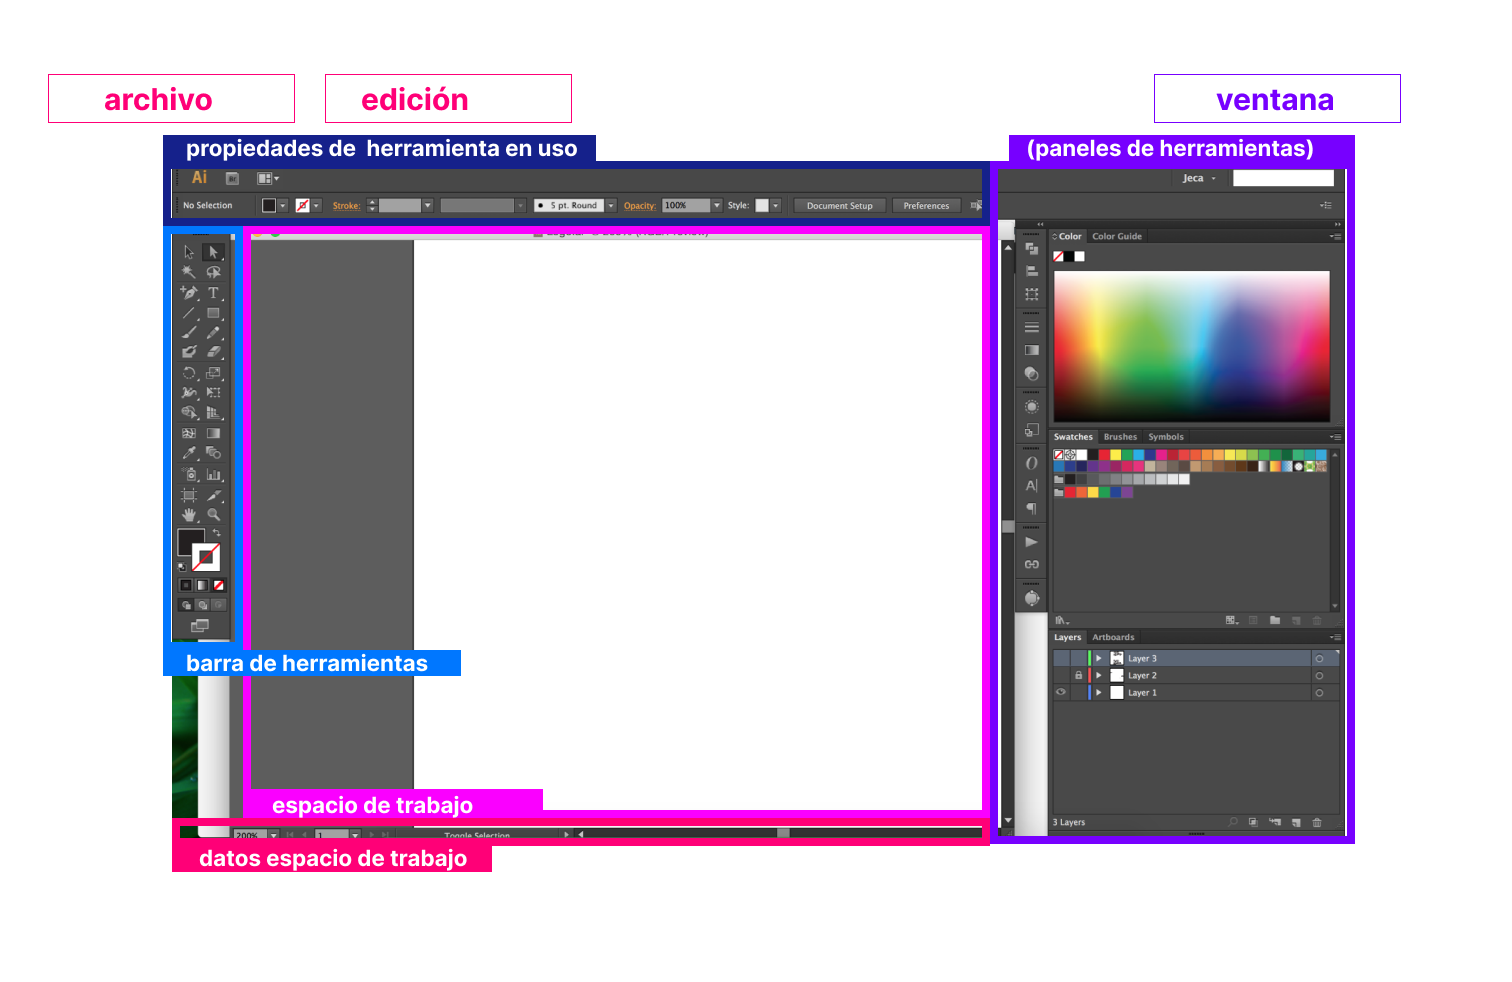 archivo
edición
ventana
propiedades de herramienta en uso
(paneles de herramientas)
Ai
Br
Jeca
No Selection
Stroke:
5 pt. Round
Opacity:
100%
Style:
Document Setup
Preferences
Color
Color Guide
Swatches
Brushes
Symbols
Layers
Artboards
Layer 3
Layer 2
Layer 1
barra de herramientas
espacio de trabajo
3 Layers
200%
1
Toggle Selection
datos espacio de trabajo